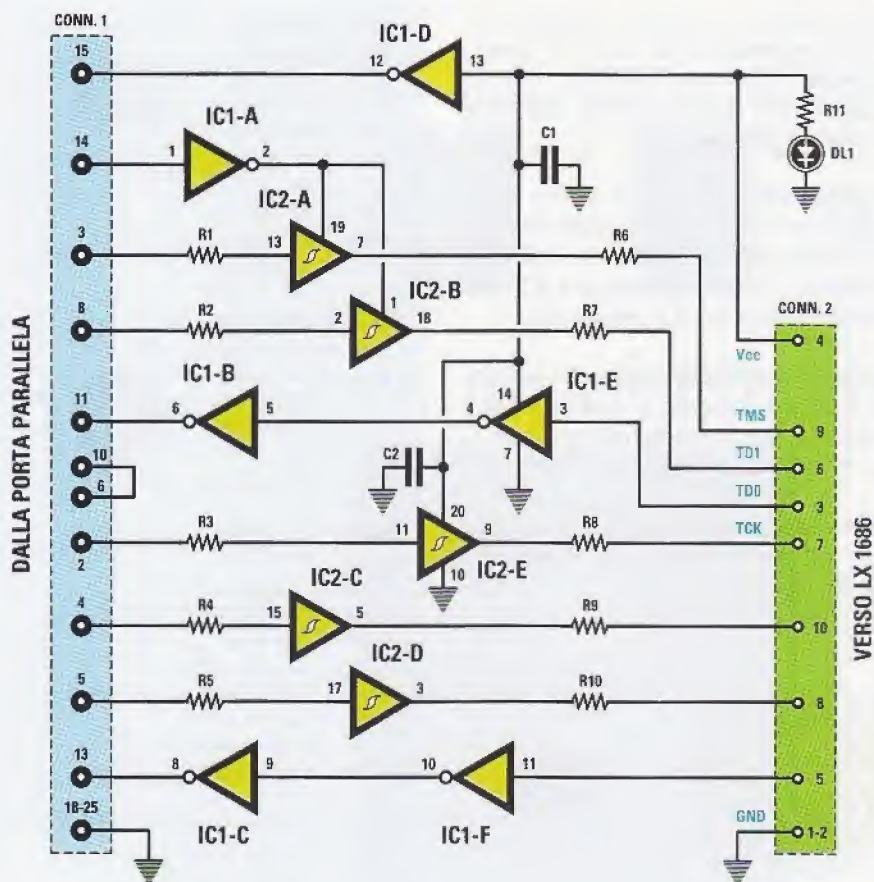 CONN. 1
15
12
IC1-D
13
R11
DL1
C1
14
1
IC1-A
2
IC2-A
19
3
R1
13
7
R6
IC2-B
1
8
R2
2
18
R7
CONN. 2
4
Vcc
IC1-B
14
IC1-E
11
6
5
4
3
7
TMS
9
TD1
6
TD0
3
TCK
7
10
6
C2
20
2
R3
11
9
R8
10
IC2-E
IC2-C
4
R4
15
5
R9
10
IC2-D
5
R5
17
3
R10
8
13
8
9
10
11
5
IC1-C
IC1-F
18-25
GND
1-2
DALLA PORTA PARALLELA
VERSO LX 1686